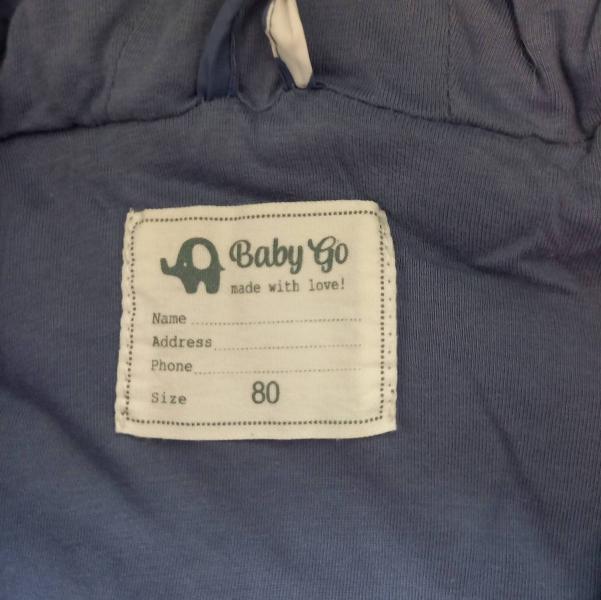 Baby Go
made with love!
Name
Address
Phone
Size 80